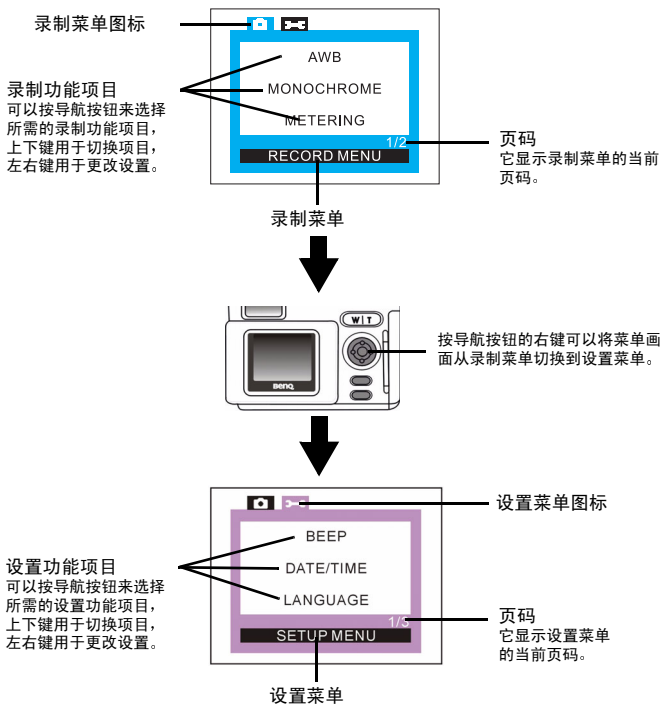 录制菜单图标
AWB
录制功能项目
可以按导航按钮来选择
所需的录制功能项目，
上下键用于切换项目，
左右键用于更改设置。
MONOCHROME
METERING
1/2
RECORD MENU
页码
它显示录制菜单的当前
页码。
录制菜单
W|T
按导航按钮的右键可以将菜单画
面从录制菜单切换到设置菜单。
BenQ
设置菜单图标
BEEP
设置功能项目
可以按导航按钮来选择
所需的设置功能项目，
上下键用于切换项目，
左右键用于更改设置。
DATE/TIME
LANGUAGE
1/3
SETUP MENU
页码
它显示设置菜单
的当前页码。
设置菜单